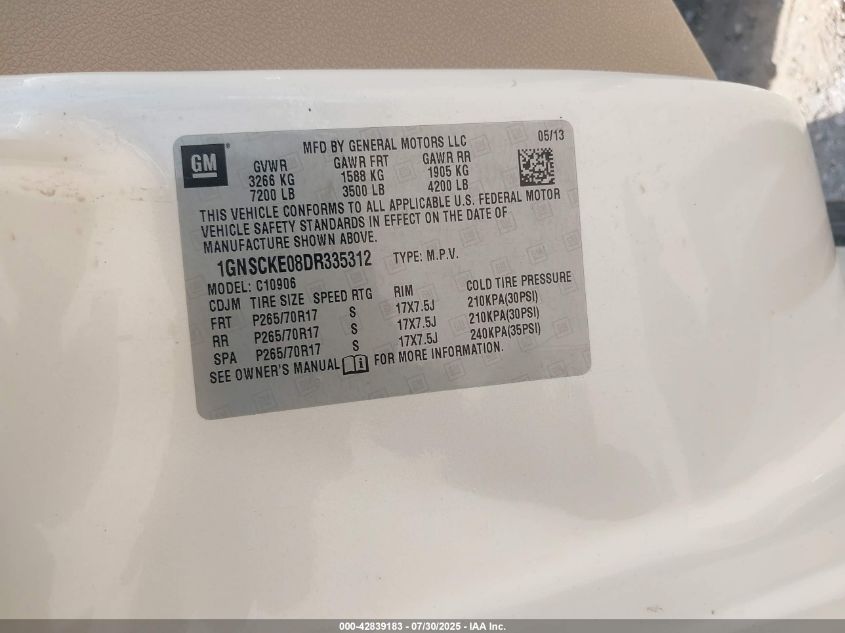 GM
MFD BY GENERAL MOTORS LLC 05/13
GVWR GAWR FRT GAWR RR
3266 KG 1588 KG 1905 KG
7200 LB 3500 LB 4200 LB
THIS VEHICLE CONFORMS TO ALL APPLICABLE U.S. FEDERAL MOTOR
VEHICLE SAFETY STANDARDS IN EFFECT ON THE DATE OF
MANUFACTURE SHOWN ABOVE.
1GNSCKE08DR335312 TYPE: M.P.V.
MODEL: C10906
CDJM TIRE SIZE SPEED RTG RIM COLD TIRE PRESSURE
FRT P265/70R17 S 17X7.5J 210KPA(30PSI)
RR P265/70R17 S 17X7.5J 210KPA(30PSI)
SPA P265/70R17 S 17X7.5J 240KPA(35PSI)
SEE OWNER'S MANUAL FOR MORE INFORMATION.
000-42839183 - 07/30/2025 - IAA Inc.